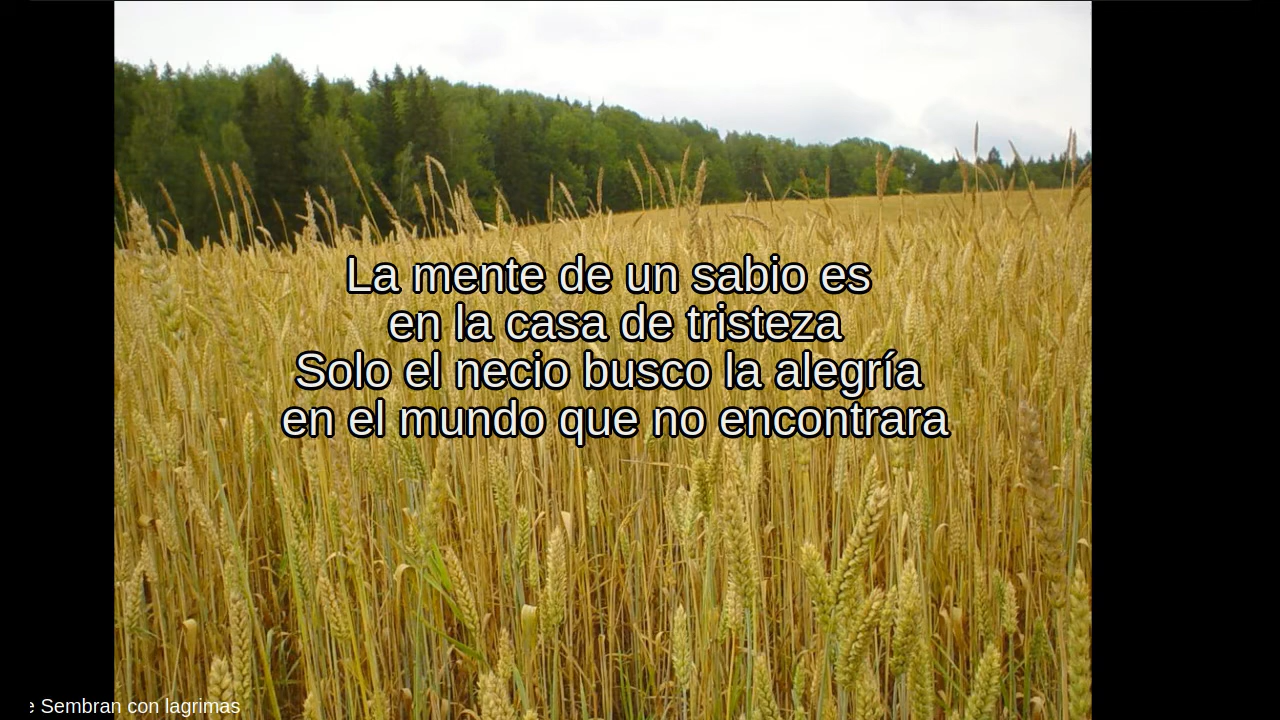 La mente de un sabio es
en la casa de tristeza
Solo el necio busco la alegría
en el mundo que no encontrara
Sembran con lagrimas